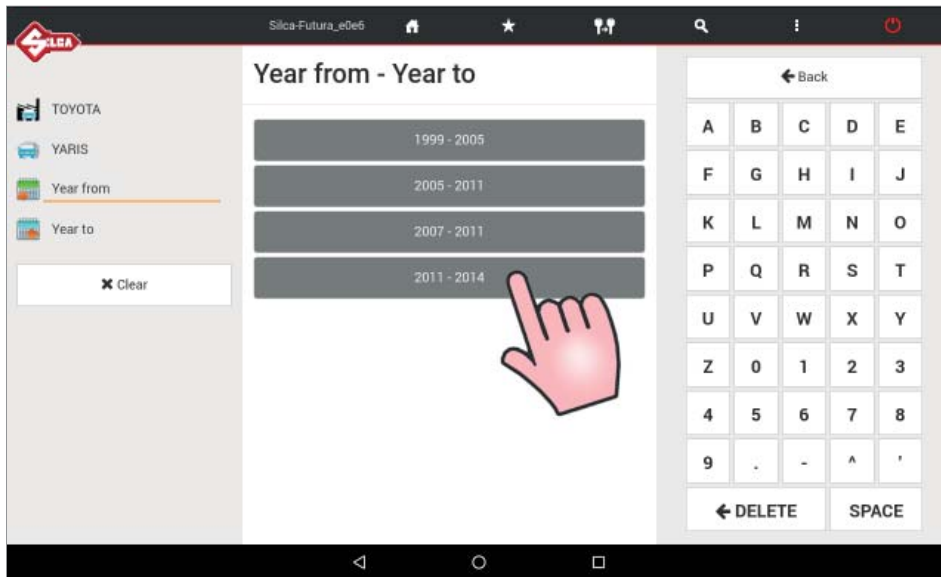 Silca-Futura_e0e6
SILCA
Year from - Year to
TOYOTA
YARIS
Year from
Year to
✖ Clear
1999 - 2005
2005 - 2011
2007 - 2011
2011 - 2014
← Back
A B C D E
F G H I J
K L M N O
P Q R S T
U V W X Y
Z 0 1 2 3
4 5 6 7 8
9 . - ^ '
← DELETE SPACE